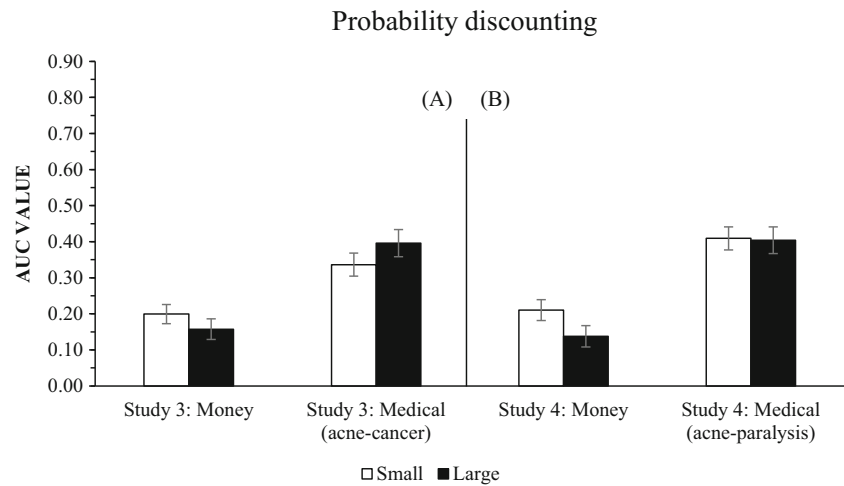 Probability discounting
0.90
0.80
0.70
0.60
0.50
0.40
0.30
0.20
0.10
0.00
AUC VALUE
(A) (B)
Study 3: Money
Study 3: Medical
(acne-cancer)
Study 4: Money
Study 4: Medical
(acne-paralysis)
Small Large